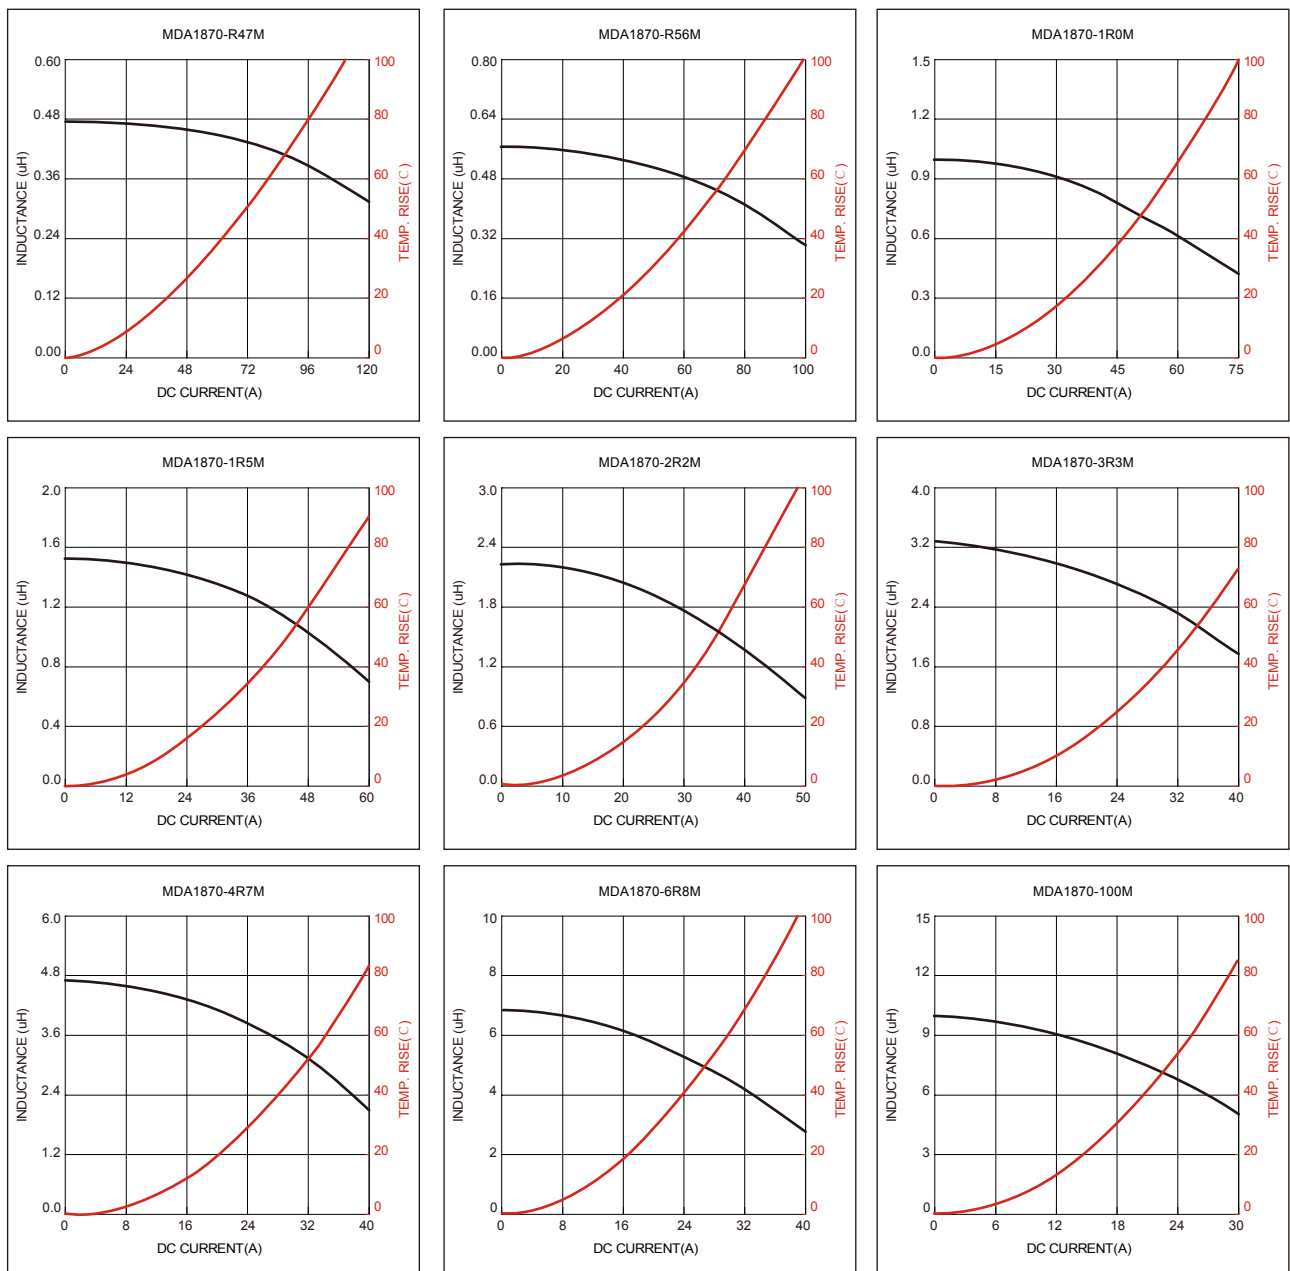 MDA1870-R47M
0.60
0.48
0.36
0.24
0.12
0.00
100
80
60
40
20
0
0 24 48 72 96 120
INDUCTANCE (uH)
TEMP. RISE(C)
DC CURRENT(A)
MDA1870-R56M
0.80
0.64
0.48
0.32
0.16
0.00
100
80
60
40
20
0
0 20 40 60 80 100
INDUCTANCE (uH)
TEMP. RISE(C)
DC CURRENT(A)
MDA1870-1R0M
1.5
1.2
0.9
0.6
0.3
0.0
100
80
60
40
20
0
0 15 30 45 60 75
INDUCTANCE (uH)
TEMP. RISE(C)
DC CURRENT(A)
MDA1870-1R5M
2.0
1.6
1.2
0.8
0.4
0.0
100
80
60
40
20
0
0 12 24 36 48 60
INDUCTANCE (uH)
TEMP. RISE(C)
DC CURRENT(A)
MDA1870-2R2M
3.0
2.4
1.8
1.2
0.6
0.0
100
80
60
40
20
0
0 10 20 30 40 50
INDUCTANCE (uH)
TEMP. RISE(C)
DC CURRENT(A)
MDA1870-3R3M
4.0
3.2
2.4
1.6
0.8
0.0
100
80
60
40
20
0
0 8 16 24 32 40
INDUCTANCE (uH)
TEMP. RISE(C)
DC CURRENT(A)
MDA1870-4R7M
6.0
4.8
3.6
2.4
1.2
0.0
100
80
60
40
20
0
0 8 16 24 32 40
INDUCTANCE (uH)
TEMP. RISE(C)
DC CURRENT(A)
MDA1870-6R8M
10
8
6
4
2
0
100
80
60
40
20
0
0 8 16 24 32 40
INDUCTANCE (uH)
TEMP. RISE(C)
DC CURRENT(A)
MDA1870-100M
15
12
9
6
3
0
100
80
60
40
20
0
0 6 12 18 24 30
INDUCTANCE (uH)
TEMP. RISE(C)
DC CURRENT(A)